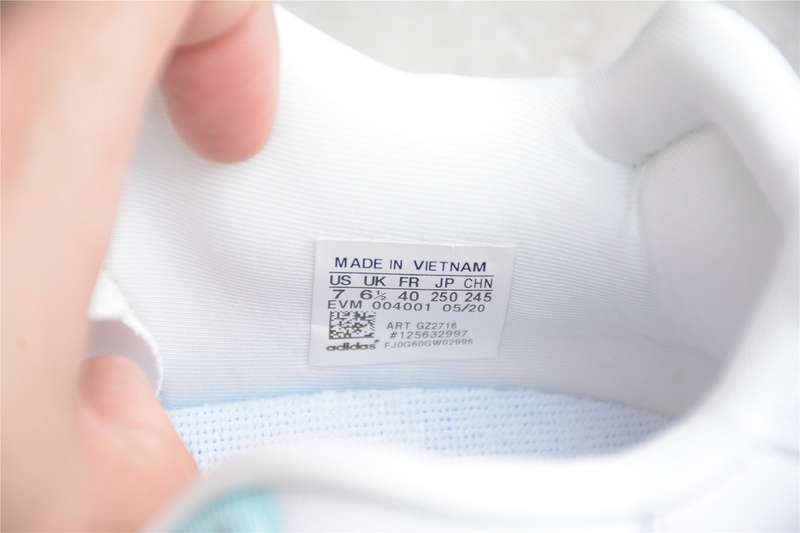 MADE IN VIETNAM
US UK FR JP CHN
7 6½ 40 250 245
EVM 004001 05/20
ART GZ2716
#125632997
adidas FJ0G60GW02995